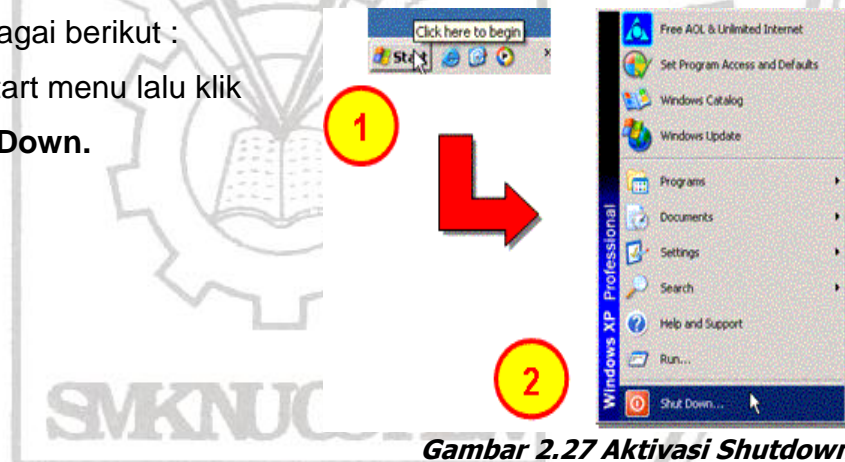 agai berikut :
art menu lalu klik
Down.
Click here to begin
Start
1
2
Windows XP Professional
Free AOL & Unlimited Internet
Set Program Access and Defaults
Windows Catalog
Windows Update
Programs
Documents
Settings
Search
Help and Support
Run...
Shut Down...
Gambar 2.27 Aktivasi Shutdown